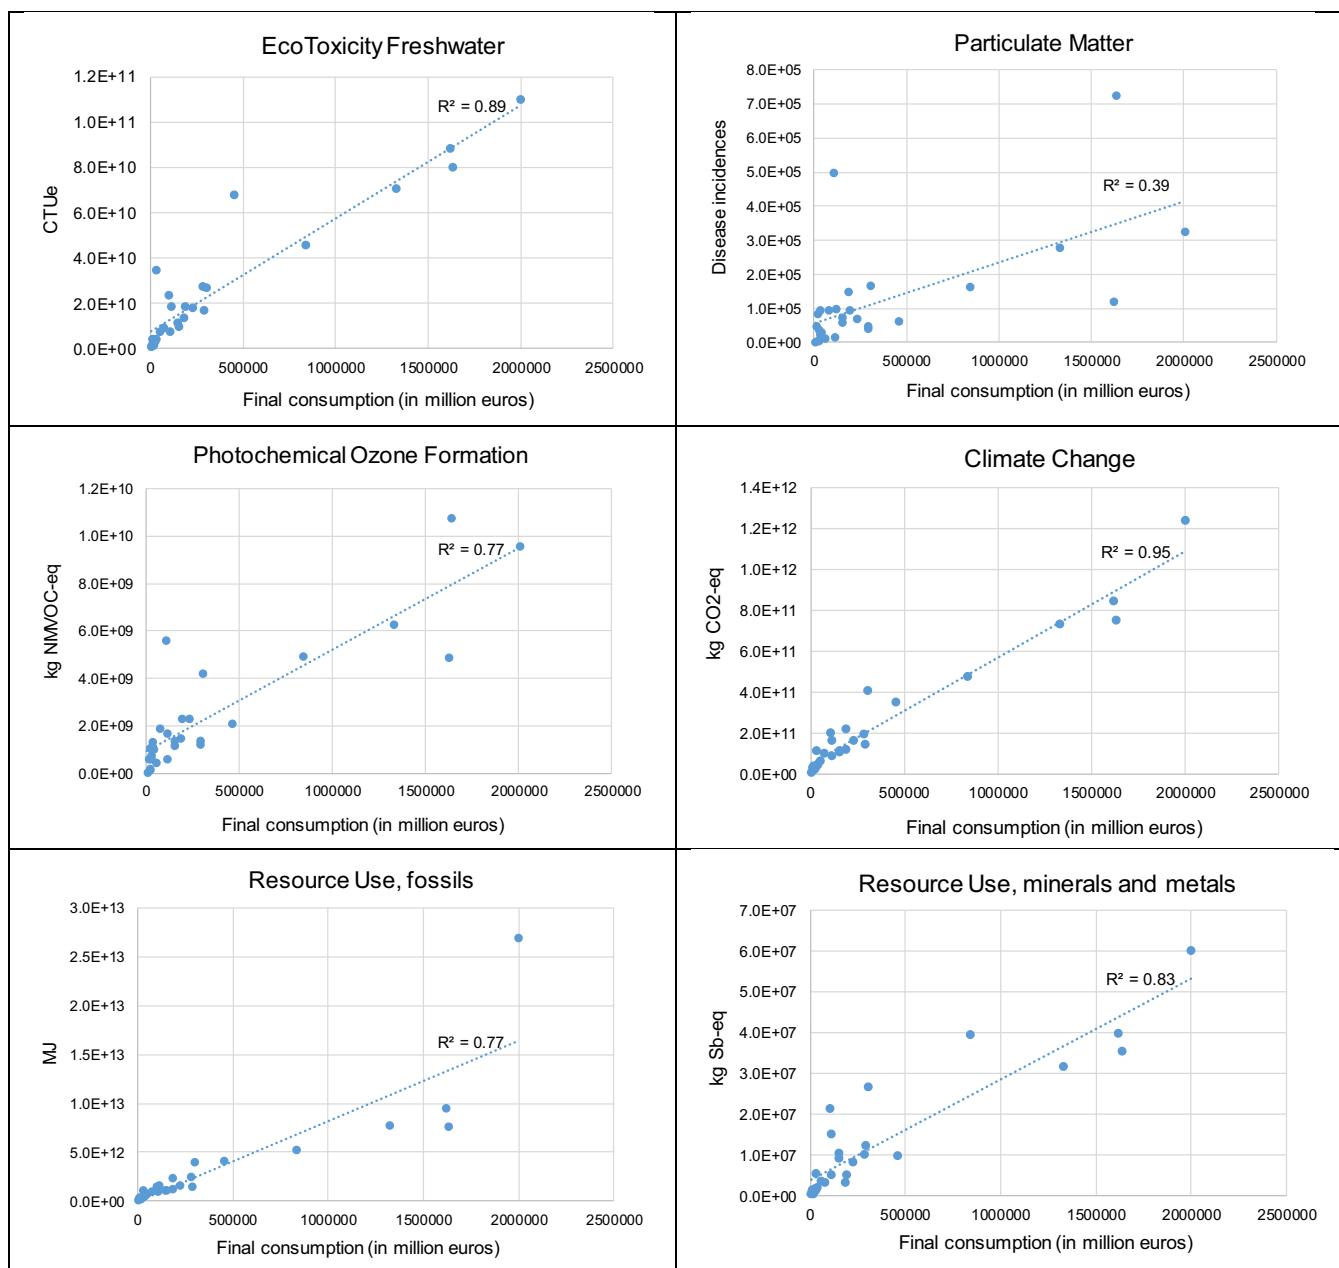 EcoToxicity Freshwater
1.2E+11
1.0E+11
8.0E+10
6.0E+10
4.0E+10
2.0E+10
0.0E+00
CTUe
R² = 0.89
0 500000 1000000 1500000 2000000 2500000
Final consumption (in million euros)
Particulate Matter
8.0E+05
7.0E+05
6.0E+05
5.0E+05
4.0E+05
3.0E+05
2.0E+05
1.0E+05
0.0E+00
Disease incidences
R² = 0.39
0 500000 1000000 1500000 2000000 2500000
Final consumption (in million euros)
Photochemical Ozone Formation
1.2E+10
1.0E+10
8.0E+09
6.0E+09
4.0E+09
2.0E+09
0.0E+00
kg NMVOC-eq
R² = 0.77
0 500000 1000000 1500000 2000000 2500000
Final consumption (in million euros)
Climate Change
1.4E+12
1.2E+12
1.0E+12
8.0E+11
6.0E+11
4.0E+11
2.0E+11
0.0E+00
kg CO2-eq
R² = 0.95
0 500000 1000000 1500000 2000000 2500000
Final consumption (in million euros)
Resource Use, fossils
3.0E+13
2.5E+13
2.0E+13
1.5E+13
1.0E+13
5.0E+12
0.0E+00
MJ
R² = 0.77
0 500000 1000000 1500000 2000000 2500000
Final consumption (in million euros)
Resource Use, minerals and metals
7.0E+07
6.0E+07
5.0E+07
4.0E+07
3.0E+07
2.0E+07
1.0E+07
0.0E+00
kg Sb-eq
R² = 0.83
0 500000 1000000 1500000 2000000 2500000
Final consumption (in million euros)